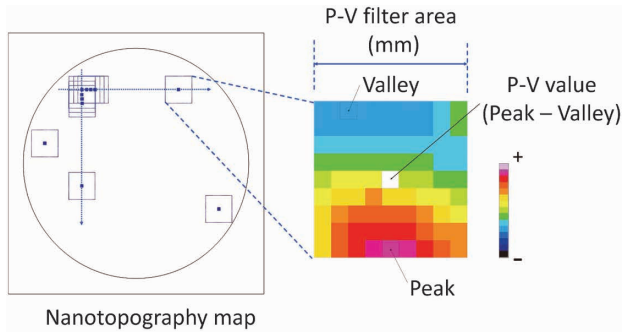 P-V filter area
(mm)
Valley
P-V value
(Peak – Valley)
+
–
Peak
Nanotopography map